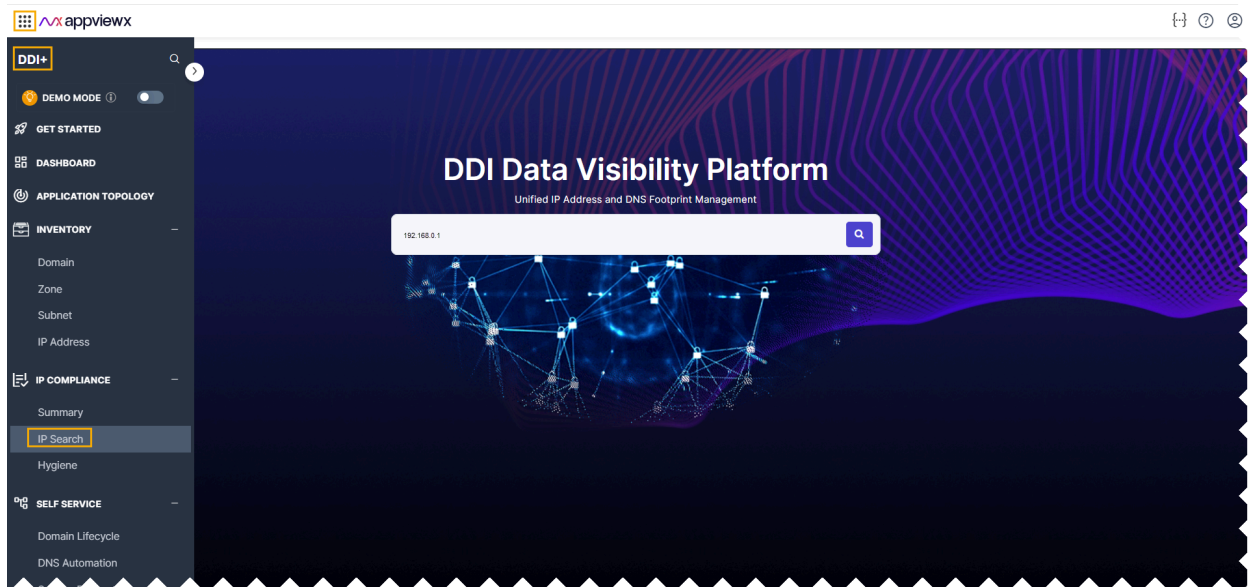 appviewx
DDI+
DEMO MODE
GET STARTED
DASHBOARD
APPLICATION TOPOLOGY
INVENTORY
Domain
Zone
Subnet
IP Address
IP COMPLIANCE
Summary
IP Search
Hygiene
SELF SERVICE
Domain Lifecycle
DNS Automation
DDI Data Visibility Platform
Unified IP Address and DNS Footprint Management
192.168.0.1